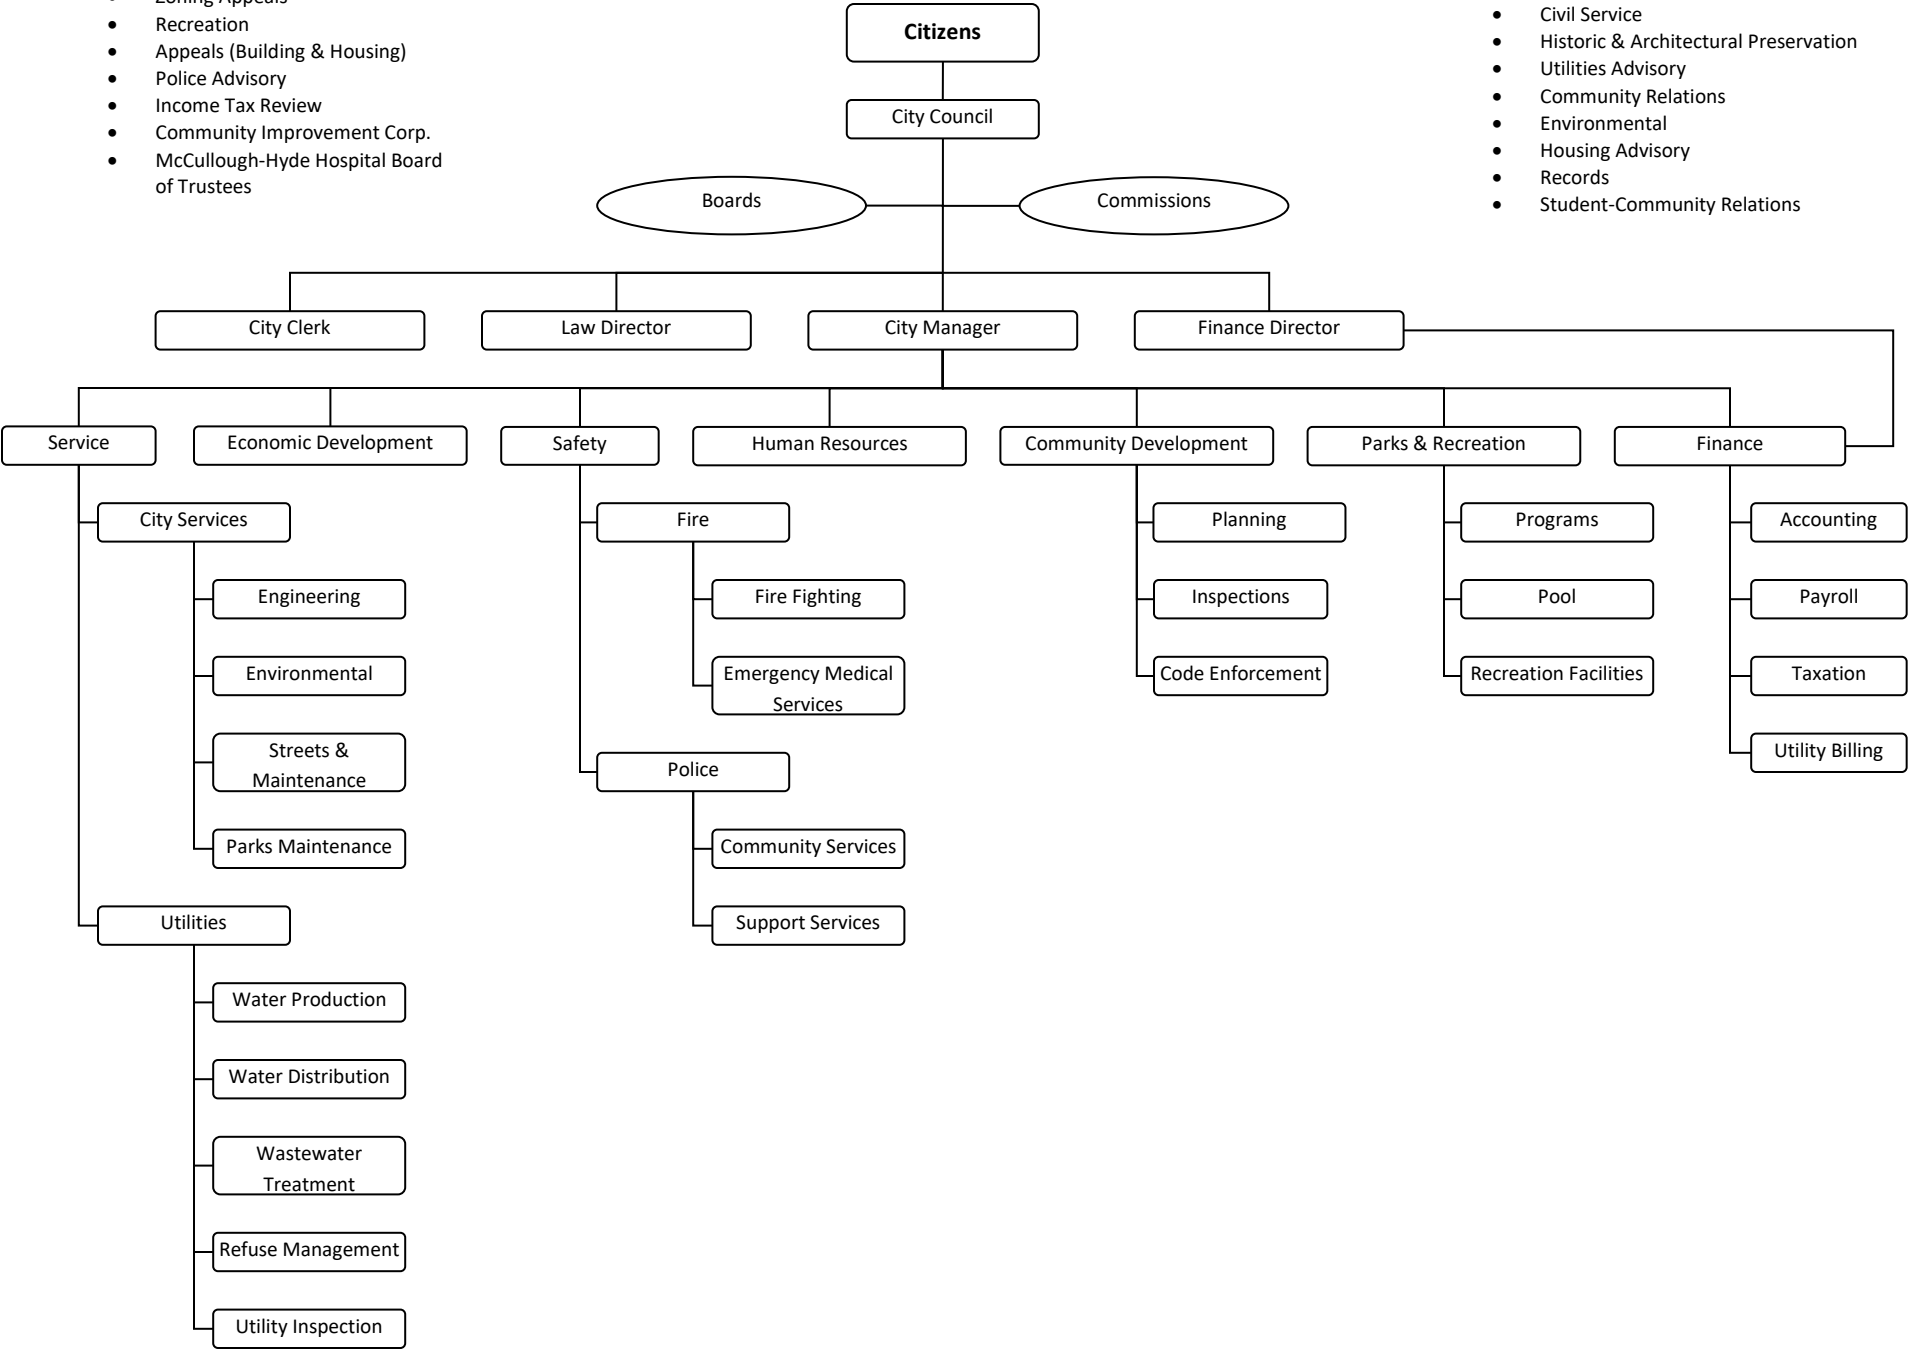 Zoning Appeals
• Recreation
• Appeals (Building & Housing)
• Police Advisory
• Income Tax Review
• Community Improvement Corp.
• McCullough-Hyde Hospital Board
of Trustees
Citizens
• Civil Service
• Historic & Architectural Preservation
• Utilities Advisory
• Community Relations
• Environmental
• Housing Advisory
• Records
• Student-Community Relations
City Council
Boards
Commissions
City Clerk
Law Director
City Manager
Finance Director
Service
Economic Development
Safety
Human Resources
Community Development
Parks & Recreation
Finance
City Services
Engineering
Environmental
Streets &
Maintenance
Parks Maintenance
Utilities
Water Production
Water Distribution
Wastewater
Treatment
Refuse Management
Utility Inspection
Fire
Fire Fighting
Emergency Medical
Services
Police
Community Services
Support Services
Planning
Inspections
Code Enforcement
Programs
Pool
Recreation Facilities
Accounting
Payroll
Taxation
Utility Billing